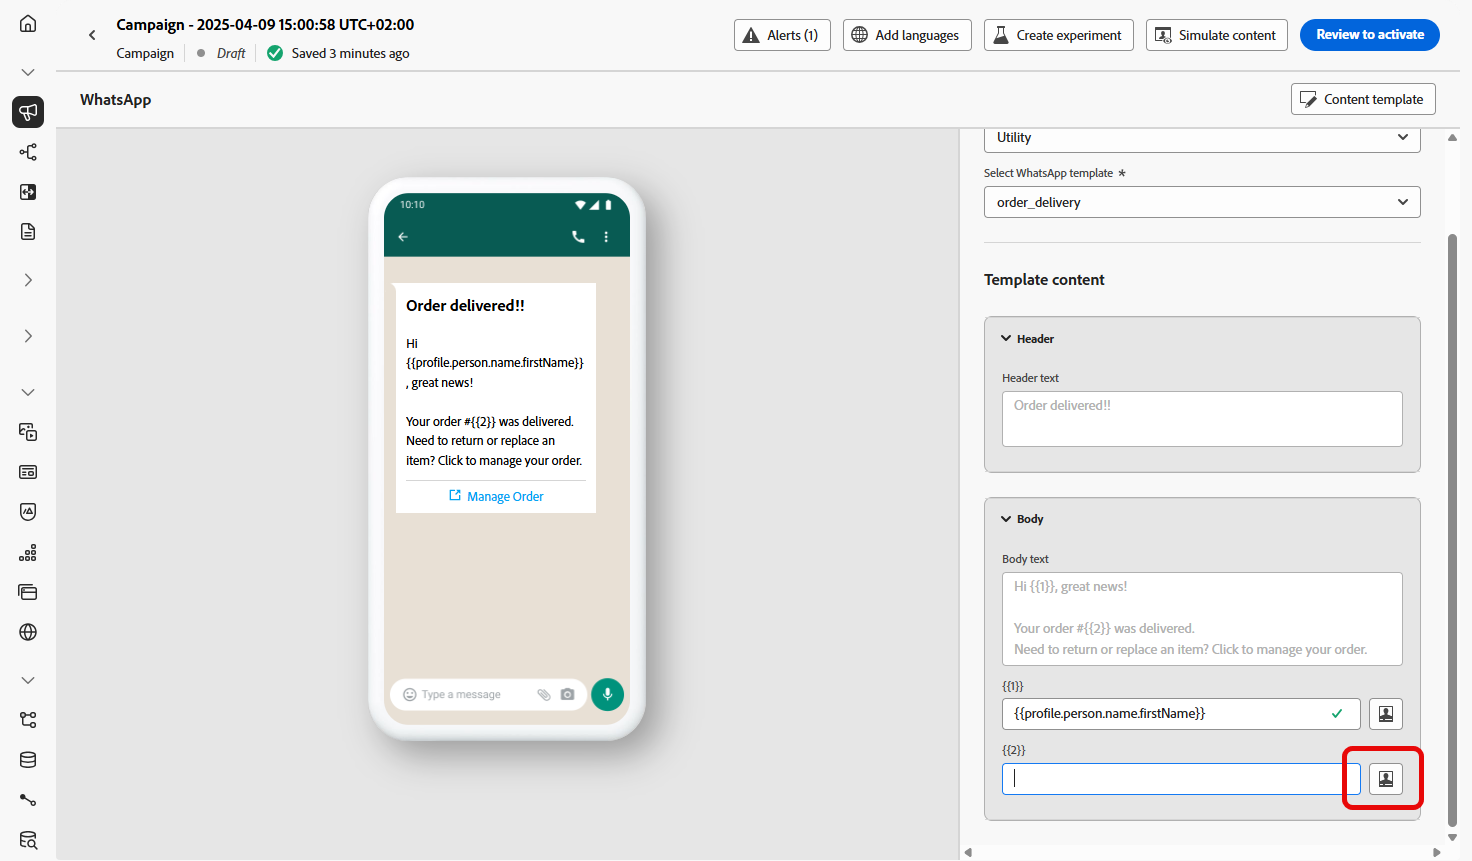 Campaign - 2025-04-09 15:00:58 UTC+02:00
Campaign Draft Saved 3 minutes ago
Alerts (1) Add languages Create experiment Simulate content Review to activate
WhatsApp
Content template
10:10
Order delivered!!
Hi
{{profile.person.name.firstName}}
, great news!
Your order #{{2}} was delivered.
Need to return or replace an
item? Click to manage your order.
Manage Order
Type a message
Utility
Select WhatsApp template *
order_delivery
Template content
Header
Header text
Order delivered!!
Body
Body text
Hi {{1}}, great news!
Your order #{{2}} was delivered.
Need to return or replace an item? Click to manage your order.
{{1}}
{{profile.person.name.firstName}}
{{2}}